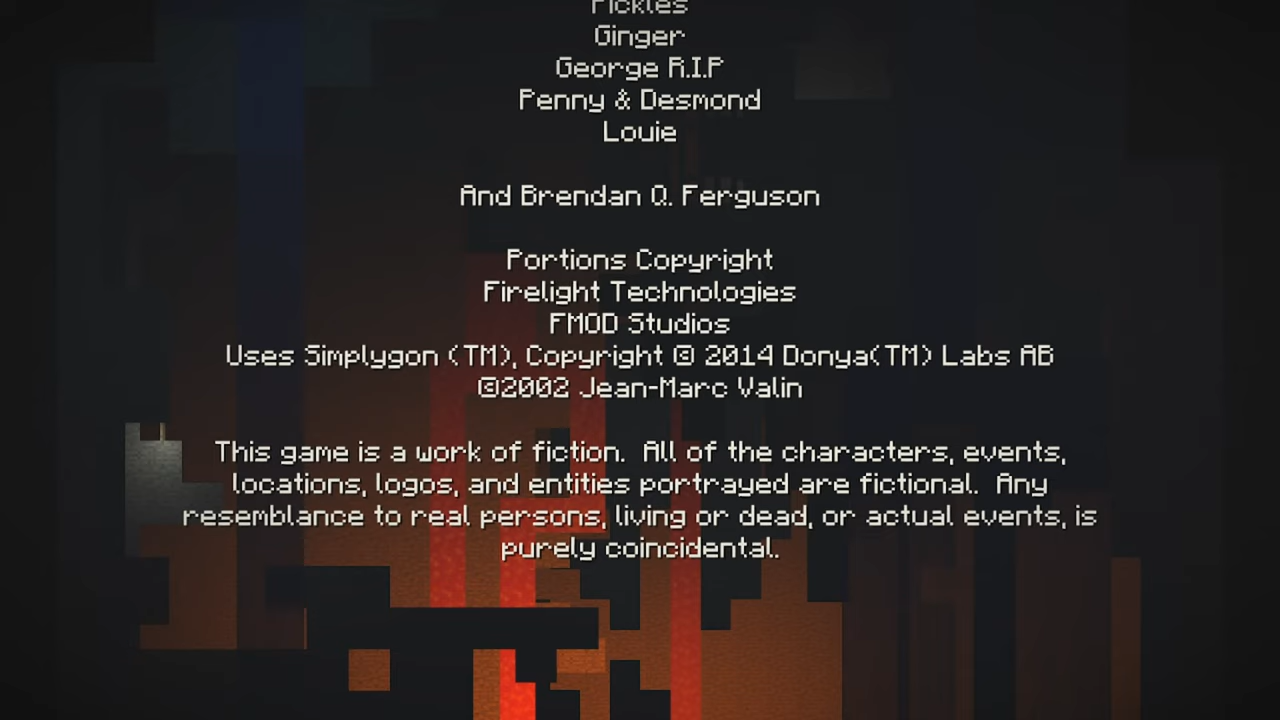 Pickles
Ginger
George R.I.P
Penny & Desmond
Louie
And Brendan Q. Ferguson
Portions Copyright
Firelight Technologies
FMOD Studios
Uses Simplygon (TM), Copyright © 2014 Donya(TM) Labs AB
©2002 Jean-Marc Valin
This game is a work of fiction.  All of the characters, events,
locations, logos, and entities portrayed are fictional.  Any
resemblance to real persons, living or dead, or actual events, is
purely coincidental.